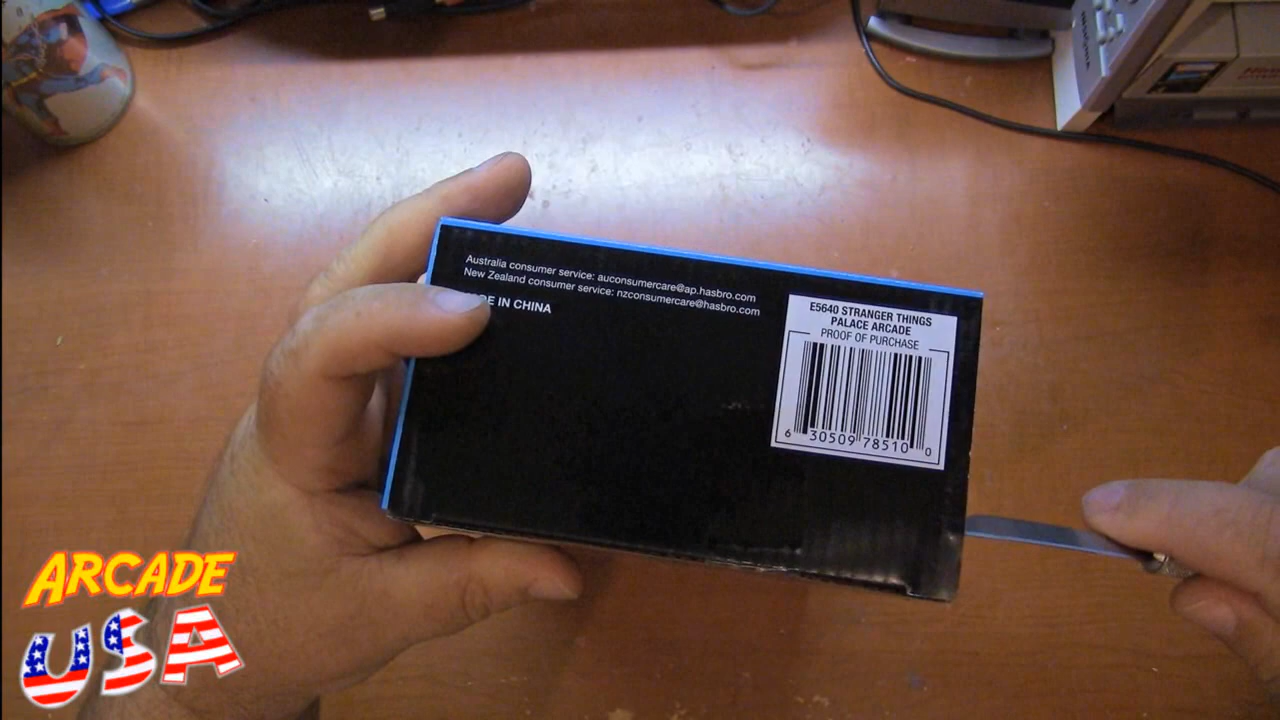 Australia consumer service: auconsumercare@ap.hasbro.com
New Zealand consumer service: nzconsumercare@hasbro.com
IN CHINA
E5640 STRANGER THINGS
PALACE ARCADE
PROOF OF PURCHASE
6 30509 78510 0
ARCADE
USA